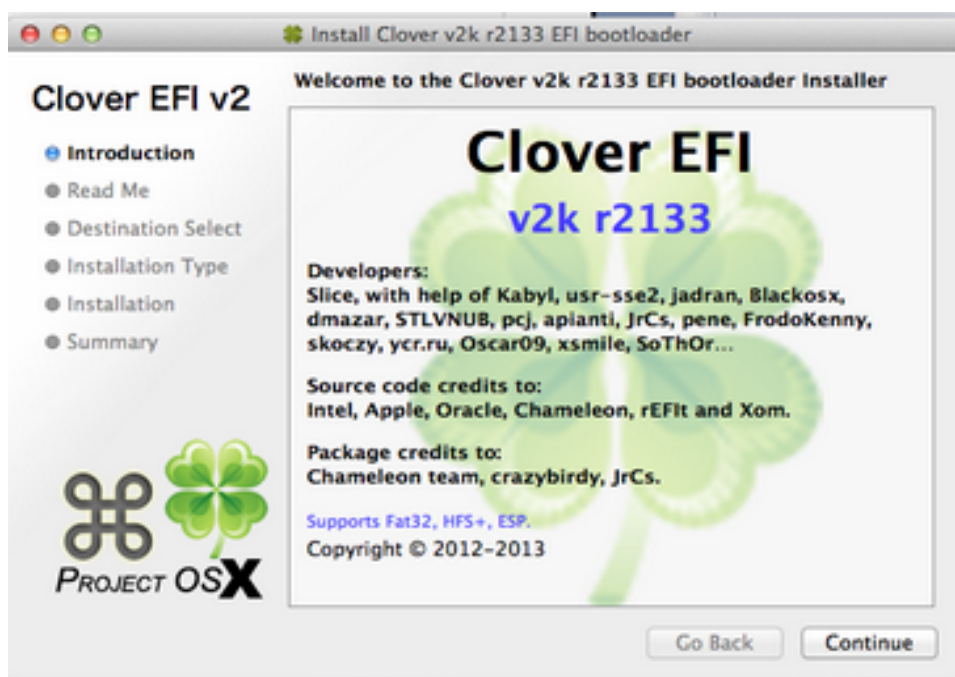 Install Clover v2k r2133 EFI bootloader
Welcome to the Clover v2k r2133 EFI bootloader Installer
Clover EFI v2
Introduction
Read Me
Destination Select
Installation Type
Installation
Summary
PROJECT OSX
Clover EFI
v2k r2133
Developers:
Slice, with help of Kabyl, usr-sse2, jadran, Blackosx,
dmazar, STLVNUB, pcj, apianti, JrCs, pene, FrodoKenny,
skoczy, ycr.ru, Oscar09, xsmile, SoThOr...
Source code credits to:
Intel, Apple, Oracle, Chameleon, rEFIt and Xom.
Package credits to:
Chameleon team, crazybirdy, JrCs.
Supports Fat32, HFS+, ESP.
Copyright © 2012-2013
Go Back
Continue